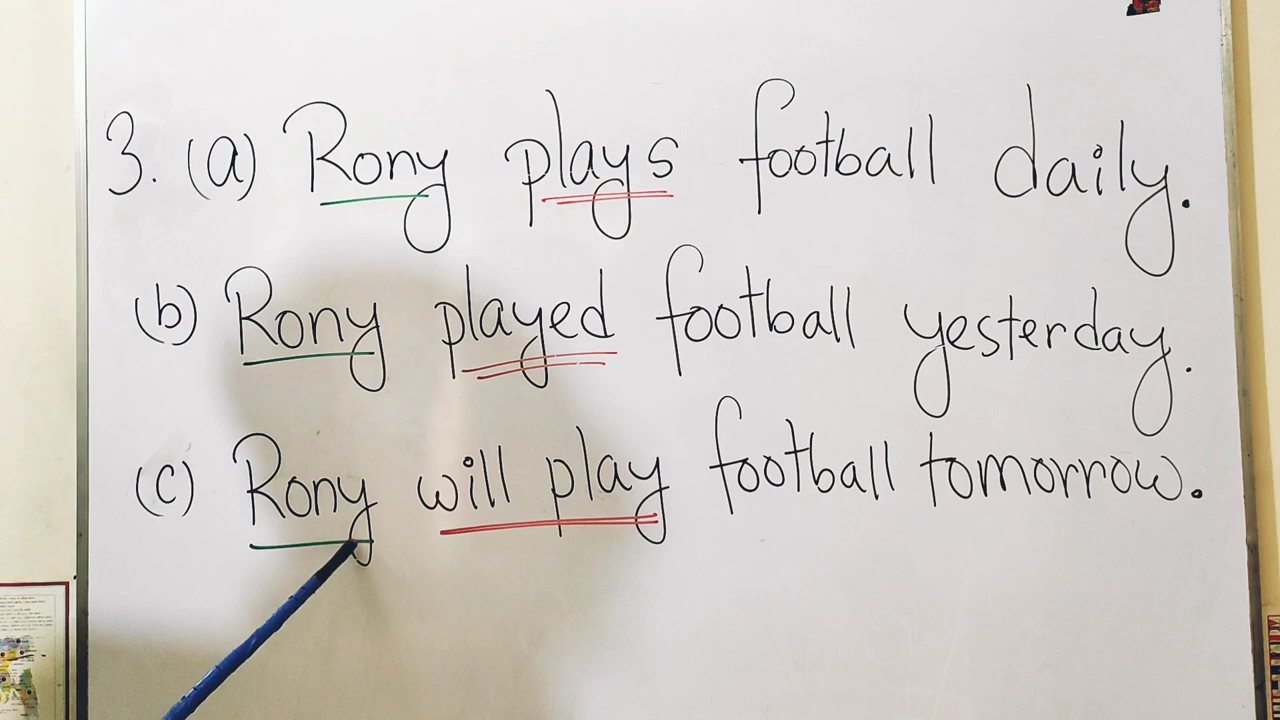 3. (a) Rony plays football daily.
(b) Rony played football yesterday.
(c) Rony will play football tomorrow.